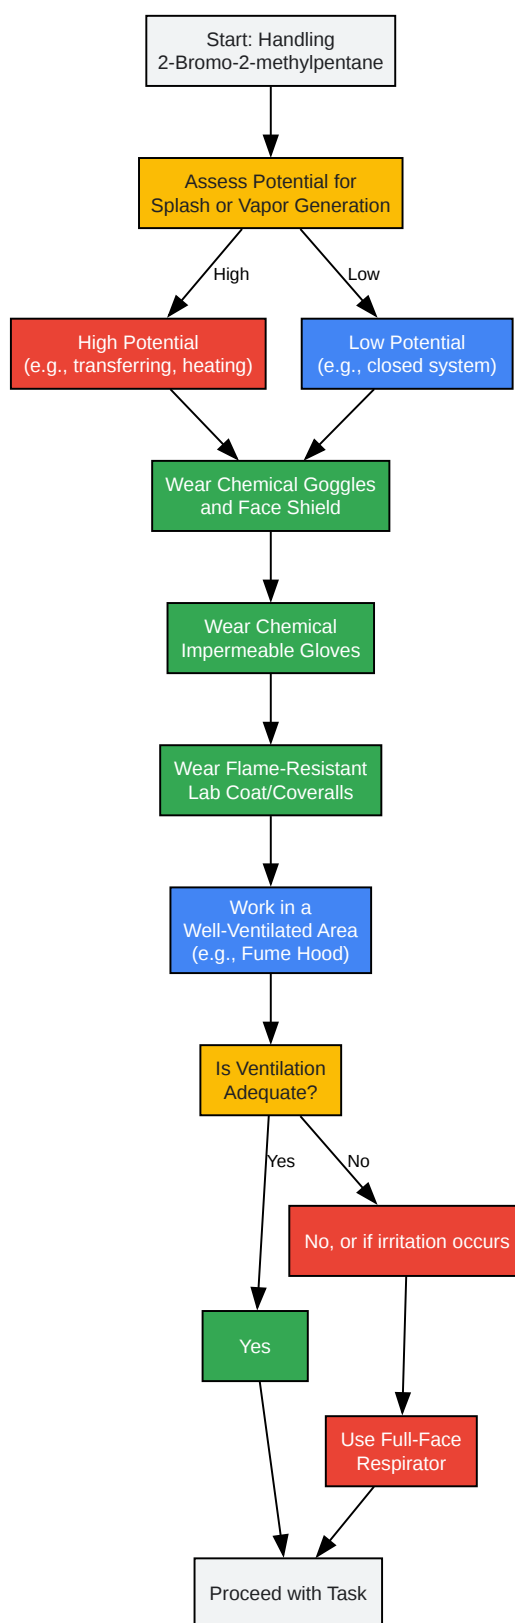 Start: Handling
2-Bromo-2-methylpentane
Assess Potential for
Splash or Vapor Generation
High
Low
High Potential
(e.g., transferring, heating)
Low Potential
(e.g., closed system)
Wear Chemical Goggles
and Face Shield
Wear Chemical
Impermeable Gloves
Wear Flame-Resistant
Lab Coat/Coveralls
Work in a
Well-Ventilated Area
(e.g., Fume Hood)
Is Ventilation
Adequate?
Yes
No
No, or if irritation occurs
Yes
Use Full-Face
Respirator
Proceed with Task